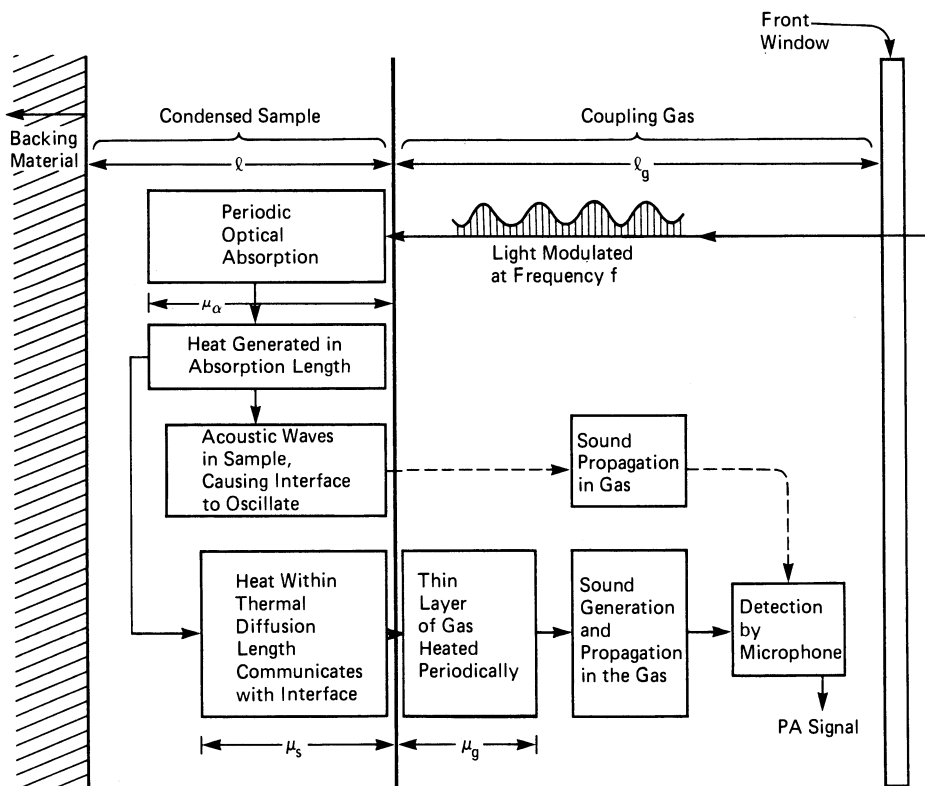 Front
Window
Condensed Sample
Coupling Gas
Backing
Material
ℓ
ℓg
Periodic
Optical
Absorption
Light Modulated
at Frequency f
μα
Heat Generated in
Absorption Length
Acoustic Waves
in Sample,
Causing Interface
to Oscillate
Sound
Propagation
in Gas
Heat Within
Thermal
Diffusion
Length
Communicates
with Interface
Thin
Layer
of Gas
Heated
Periodically
Sound
Generation
and
Propagation
in the Gas
Detection
by
Microphone
PA Signal
μs
μg